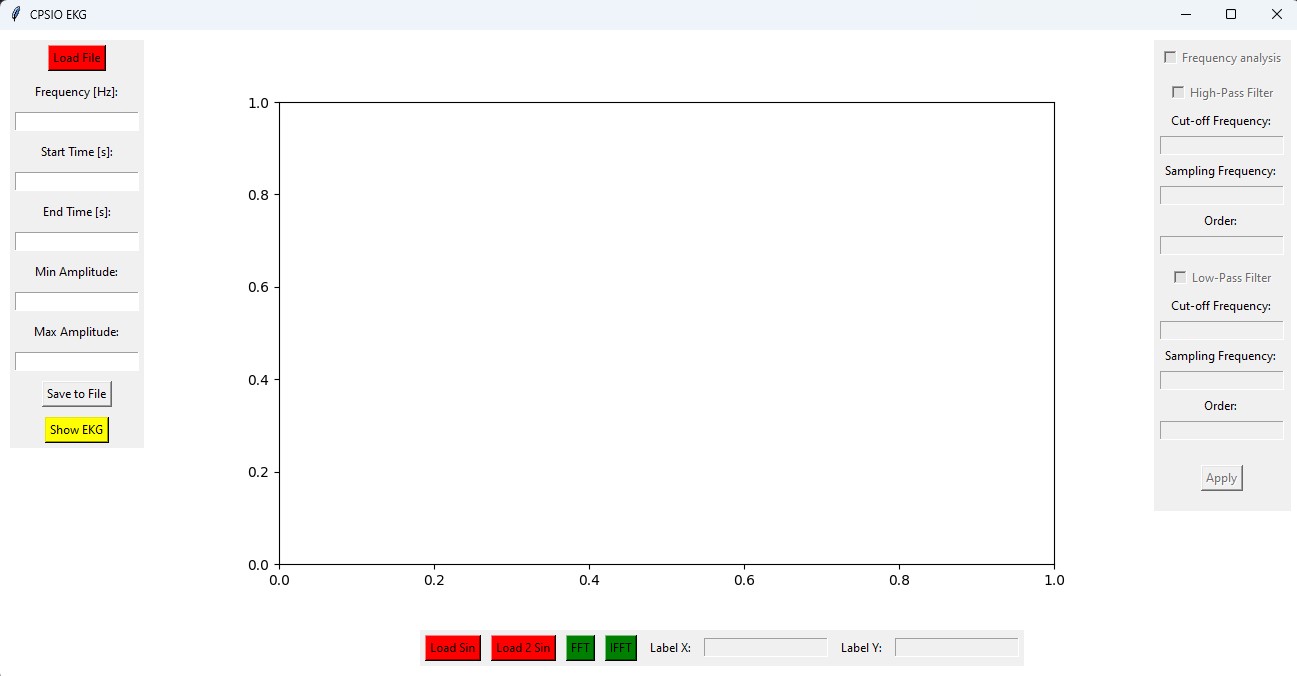 CPSIO EKG
Load File
Frequency [Hz]:
Start Time [s]:
End Time [s]:
Min Amplitude:
Max Amplitude:
Save to File
Show EKG
1.0
0.8
0.6
0.4
0.2
0.0
0.0 0.2 0.4 0.6 0.8 1.0
Load Sin Load 2 Sin FFT IFFT Label X: Label Y:
Frequency analysis
High-Pass Filter
Cut-off Frequency:
Sampling Frequency:
Order:
Low-Pass Filter
Cut-off Frequency:
Sampling Frequency:
Order:
Apply